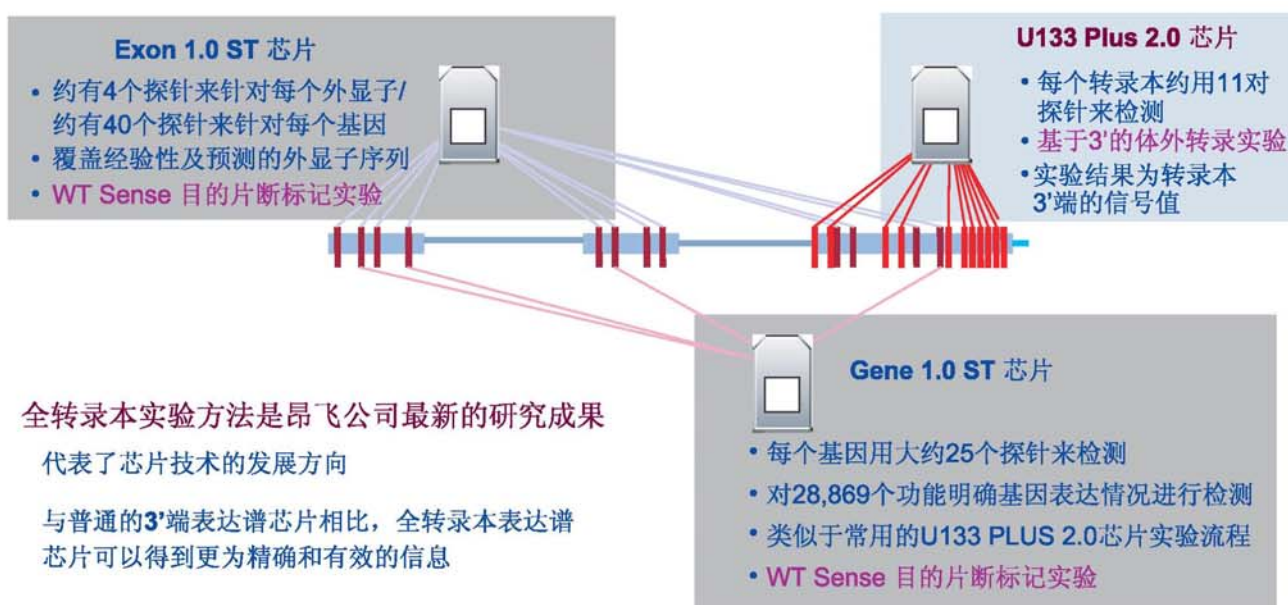 Exon 1.0 ST 芯片
• 约有4个探针来针对每个外显子/
约有40个探针来针对每个基因
• 覆盖经验性及预测的外显子序列
• WT Sense 目的片断标记实验
U133 Plus 2.0 芯片
• 每个转录本约用11对
探针来检测
• 基于3'的体外转录实验
• 实验结果为转录本
3'端的信号值
Gene 1.0 ST 芯片
• 每个基因用大约25个探针来检测
• 对28,869个功能明确基因表达情况进行检测
• 类似于常用的U133 PLUS 2.0芯片实验流程
• WT Sense 目的片断标记实验
全转录本实验方法是昂飞公司最新的研究成果
代表了芯片技术的发展方向
与普通的3'端表达谱芯片相比，全转录本表达谱
芯片可以得到更为精确和有效的信息